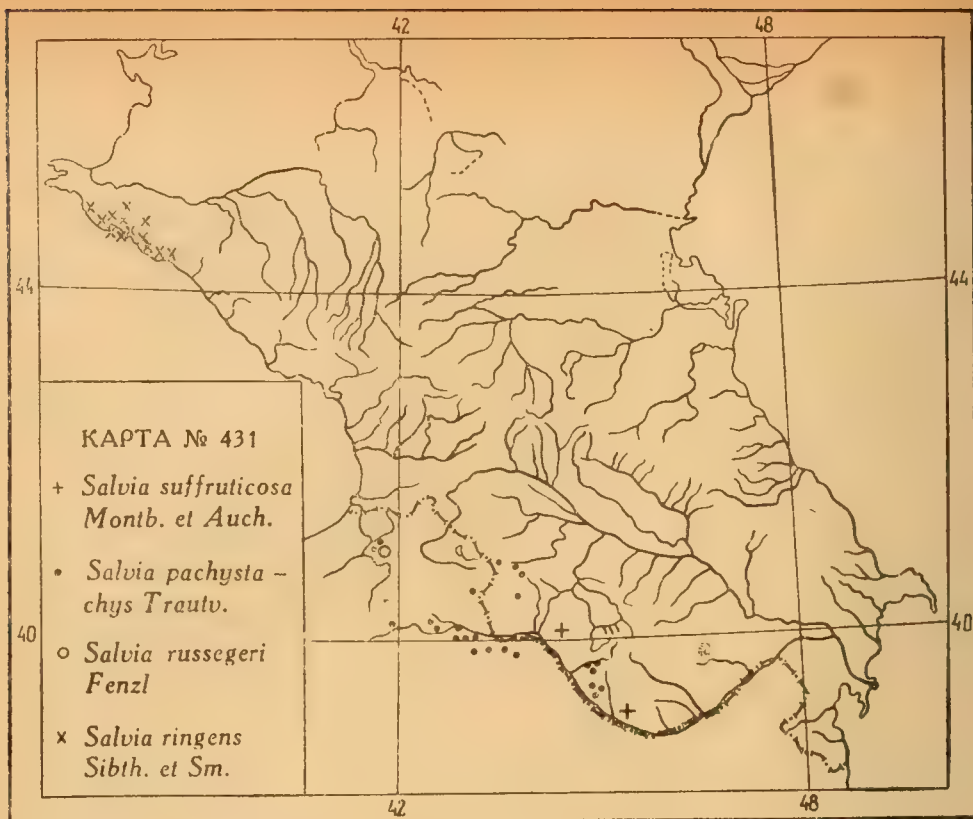 42 48
44 44
КАРТА № 431
+ Salvia suffruticosa
Montb. et Auch.
• Salvia pachysta –
chys Trautv.
40 40
○ Salvia russegeri
Fenzl
× Salvia ringens
Sibth. et Sm.
42 48